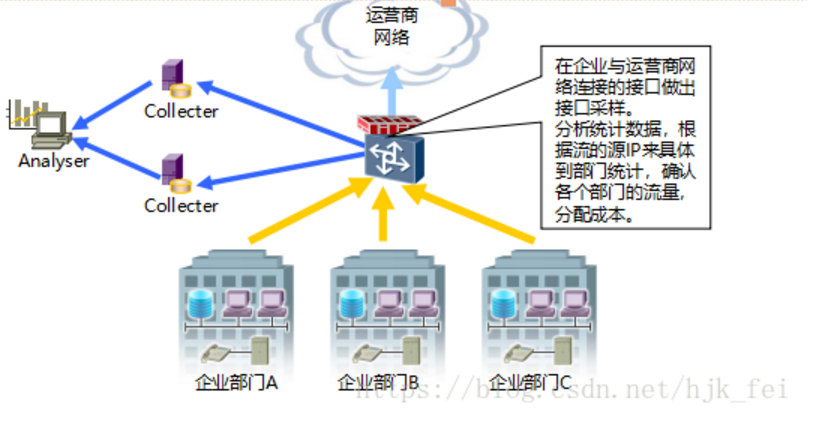 运营商
网络
在企业与运营商网
络连接的接口做出
接口采样。
分析统计数据，根
据流的源IP来具体
到部门统计，确认
各个部门的流量，
分配成本。
Collecter
Analyser
Collecter
企业部门A
企业部门B
企业部门C
https://blog.csdn.net/hjk_fei